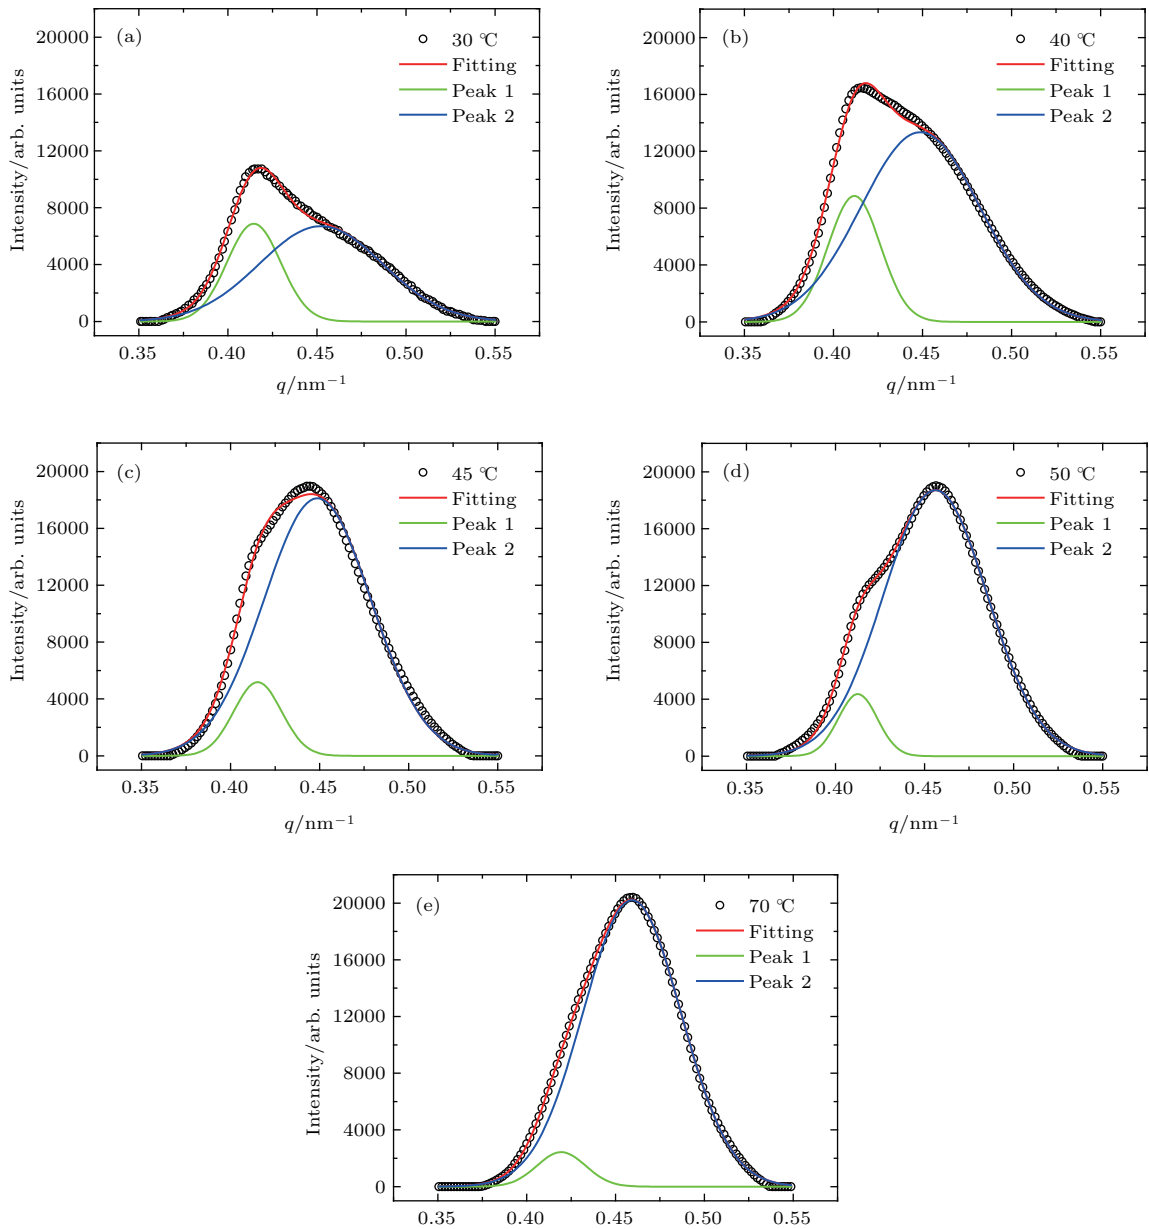 (a)
30 ℃
Fitting
Peak 1
Peak 2
20000
16000
12000
8000
4000
0
Intensity/arb. units
0.35 0.40 0.45 0.50 0.55
q/nm⁻¹
(b)
40 ℃
Fitting
Peak 1
Peak 2
20000
16000
12000
8000
4000
0
Intensity/arb. units
0.35 0.40 0.45 0.50 0.55
q/nm⁻¹
(c)
45 ℃
Fitting
Peak 1
Peak 2
20000
16000
12000
8000
4000
0
Intensity/arb. units
0.35 0.40 0.45 0.50 0.55
q/nm⁻¹
(d)
50 ℃
Fitting
Peak 1
Peak 2
20000
16000
12000
8000
4000
0
Intensity/arb. units
0.35 0.40 0.45 0.50 0.55
q/nm⁻¹
(e)
70 ℃
Fitting
Peak 1
Peak 2
20000
16000
12000
8000
4000
0
Intensity/arb. units
0.35 0.40 0.45 0.50 0.55